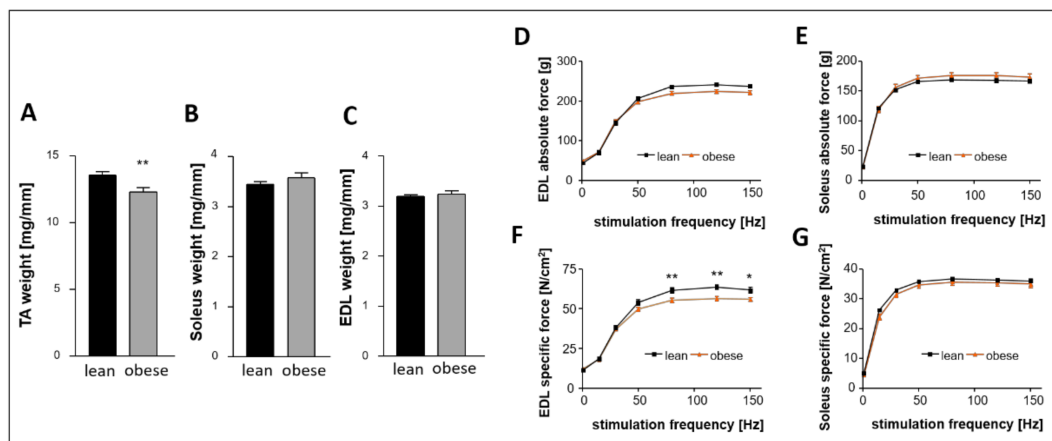 A
TA weight [mg/mm]
15
10
5
0
**
lean obese
B
Soleus weight [mg/mm]
4
3
2
1
0
lean obese
C
EDL weight [mg/mm]
4
3
2
1
0
lean obese
D
EDL absolute force [g]
300
200
100
0
lean obese
0 50 100 150
stimulation frequency [Hz]
E
Soleus absolute force [g]
200
150
100
50
0
lean obese
0 50 100 150
stimulation frequency [Hz]
F
EDL specific force [N/cm²]
75
50
25
0
** ** *
lean obese
0 50 100 150
stimulation frequency [Hz]
G
Soleus specific force [N/cm²]
40
30
20
10
0
lean obese
0 50 100 150
stimulation frequency [Hz]